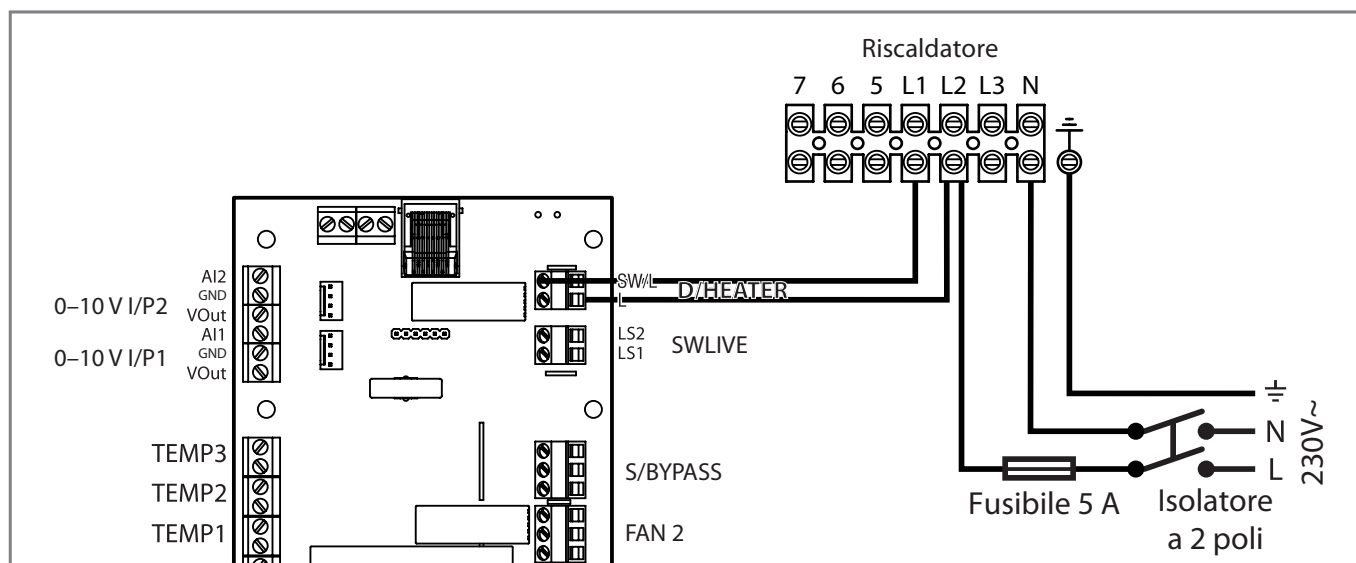 Riscaldatore
7 6 5 L1 L2 L3 N
AI2
GND
VOut
AI1
GND
VOut
0–10 V I/P2
0–10 V I/P1
SW/L
L
D/HEATER
LS2
LS1
SWLIVE
TEMP3
TEMP2
TEMP1
S/BYPASS
FAN 2
N
L
230V~
Fusibile 5 A
Isolatore
a 2 poli